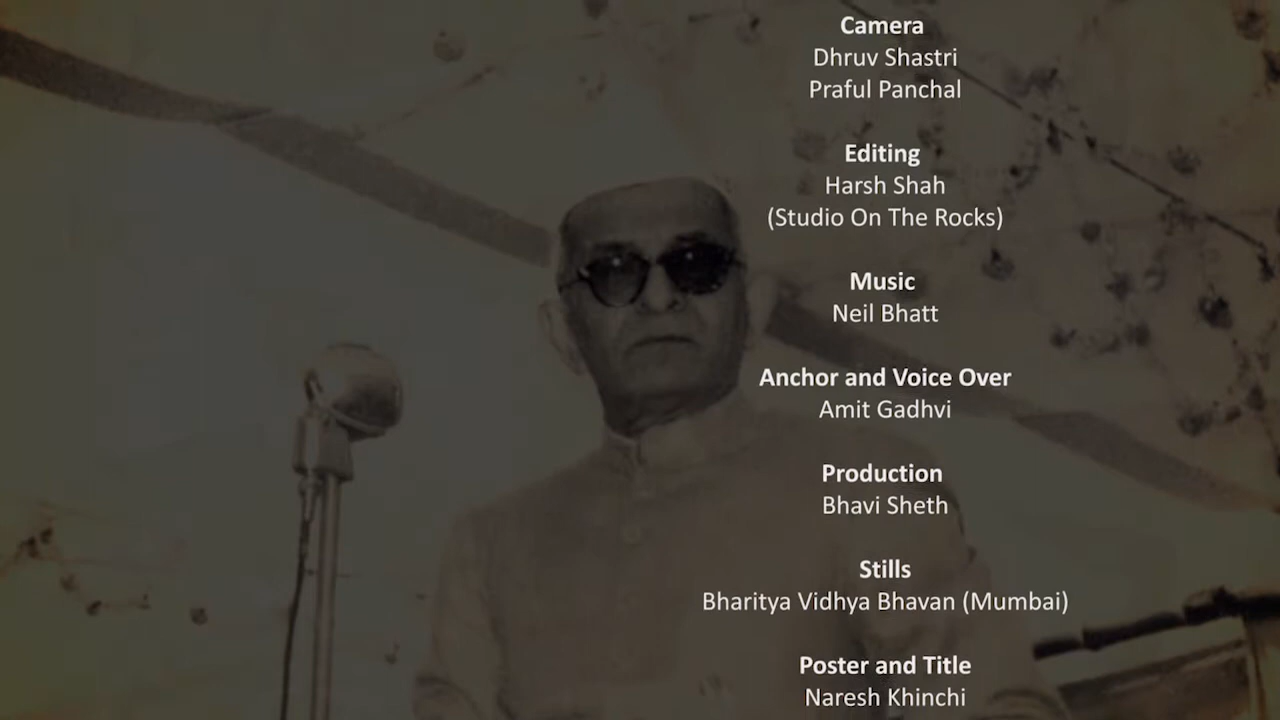 Camera
Dhruv Shastri
Praful Panchal
Editing
Harsh Shah
(Studio On The Rocks)
Music
Neil Bhatt
Anchor and Voice Over
Amit Gadhvi
Production
Bhavi Sheth
Stills
Bharitya Vidhya Bhavan (Mumbai)
Poster and Title
Naresh Khinchi